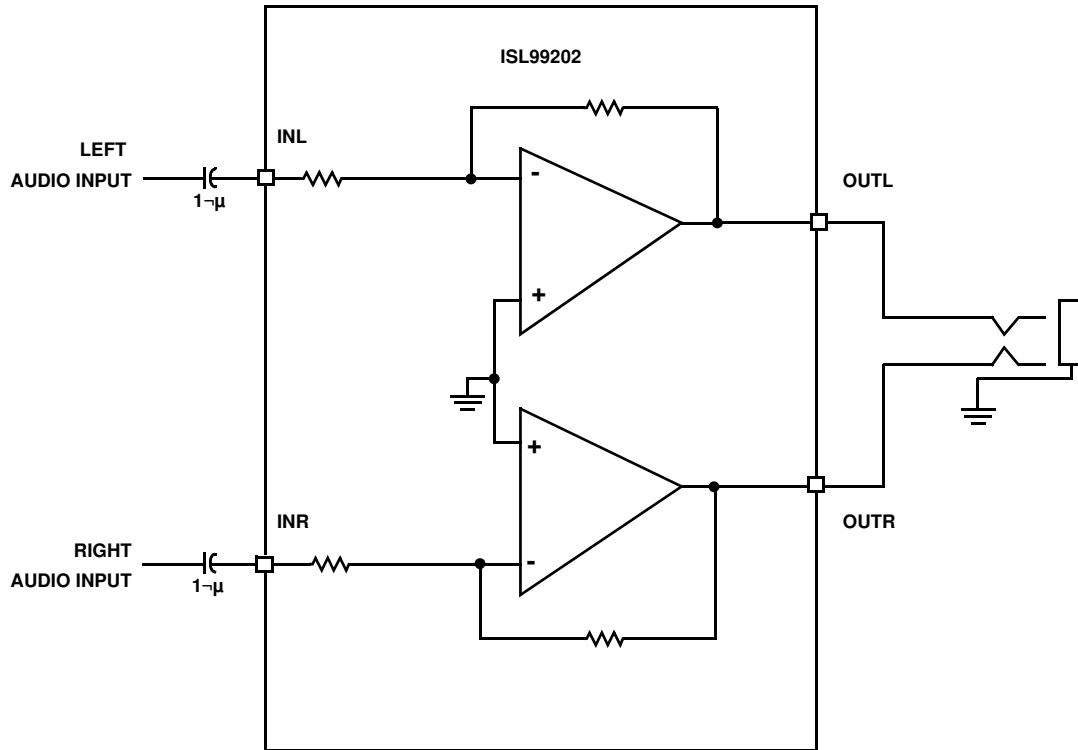 ISL99202
INL
LEFT
AUDIO INPUT
1¬µ
-
+
OUTL
+
-
OUTR
INR
RIGHT
AUDIO INPUT
1¬µ